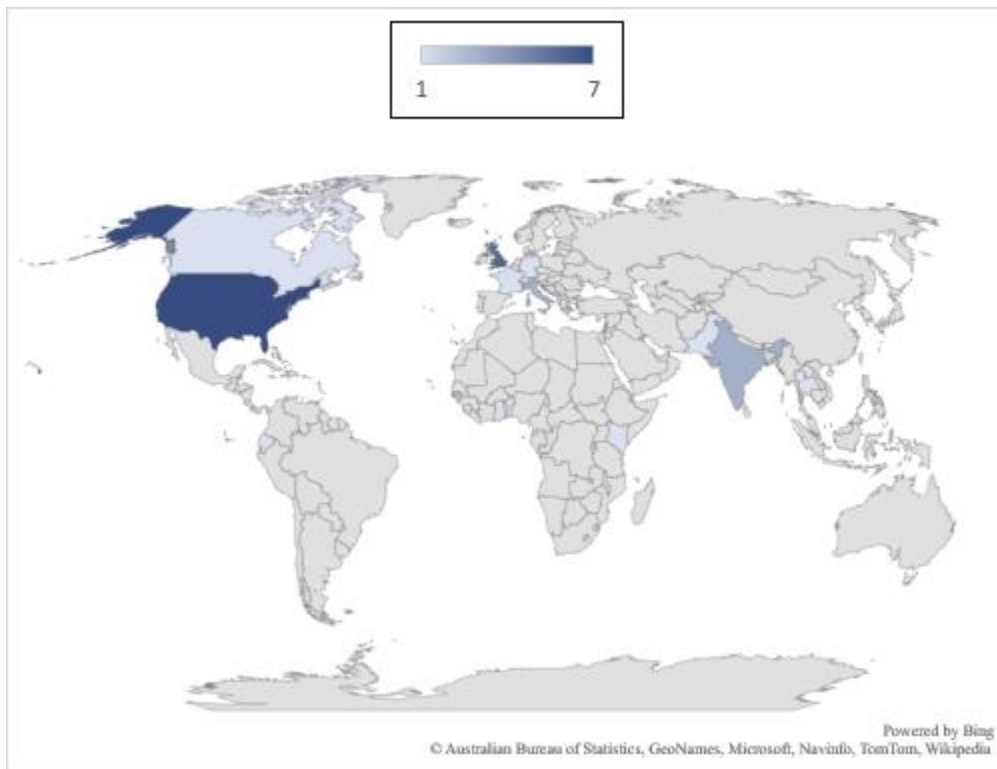 1 7
Powered by Bing
© Australian Bureau of Statistics, GeoNames, Microsoft, Navinfo, TomTom, Wikipedia